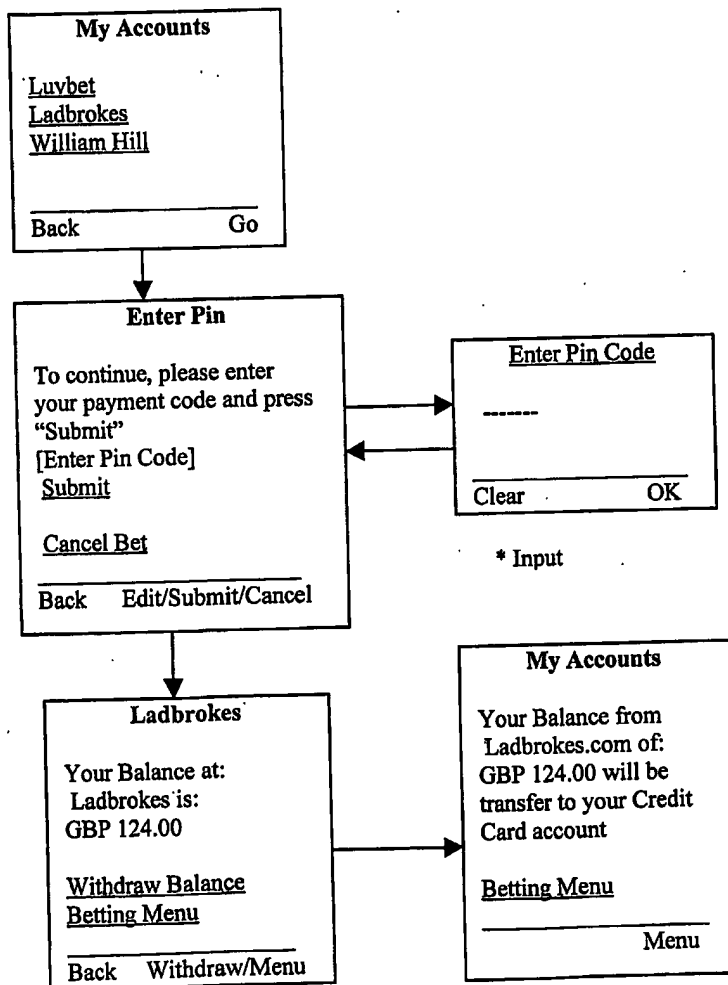 My Accounts
Luvbet
Ladbrokes
William Hill
Back Go
Enter Pin
To continue, please enter
your payment code and press
“Submit”
[Enter Pin Code]
Submit
Cancel Bet
Back Edit/Submit/Cancel
Enter Pin Code
-------
Clear OK
* Input
Ladbrokes
Your Balance at:
Ladbrokes is:
GBP 124.00
Withdraw Balance
Betting Menu
Back Withdraw/Menu
My Accounts
Your Balance from
Ladbrokes.com of:
GBP 124.00 will be
transfer to your Credit
Card account
Betting Menu
Menu